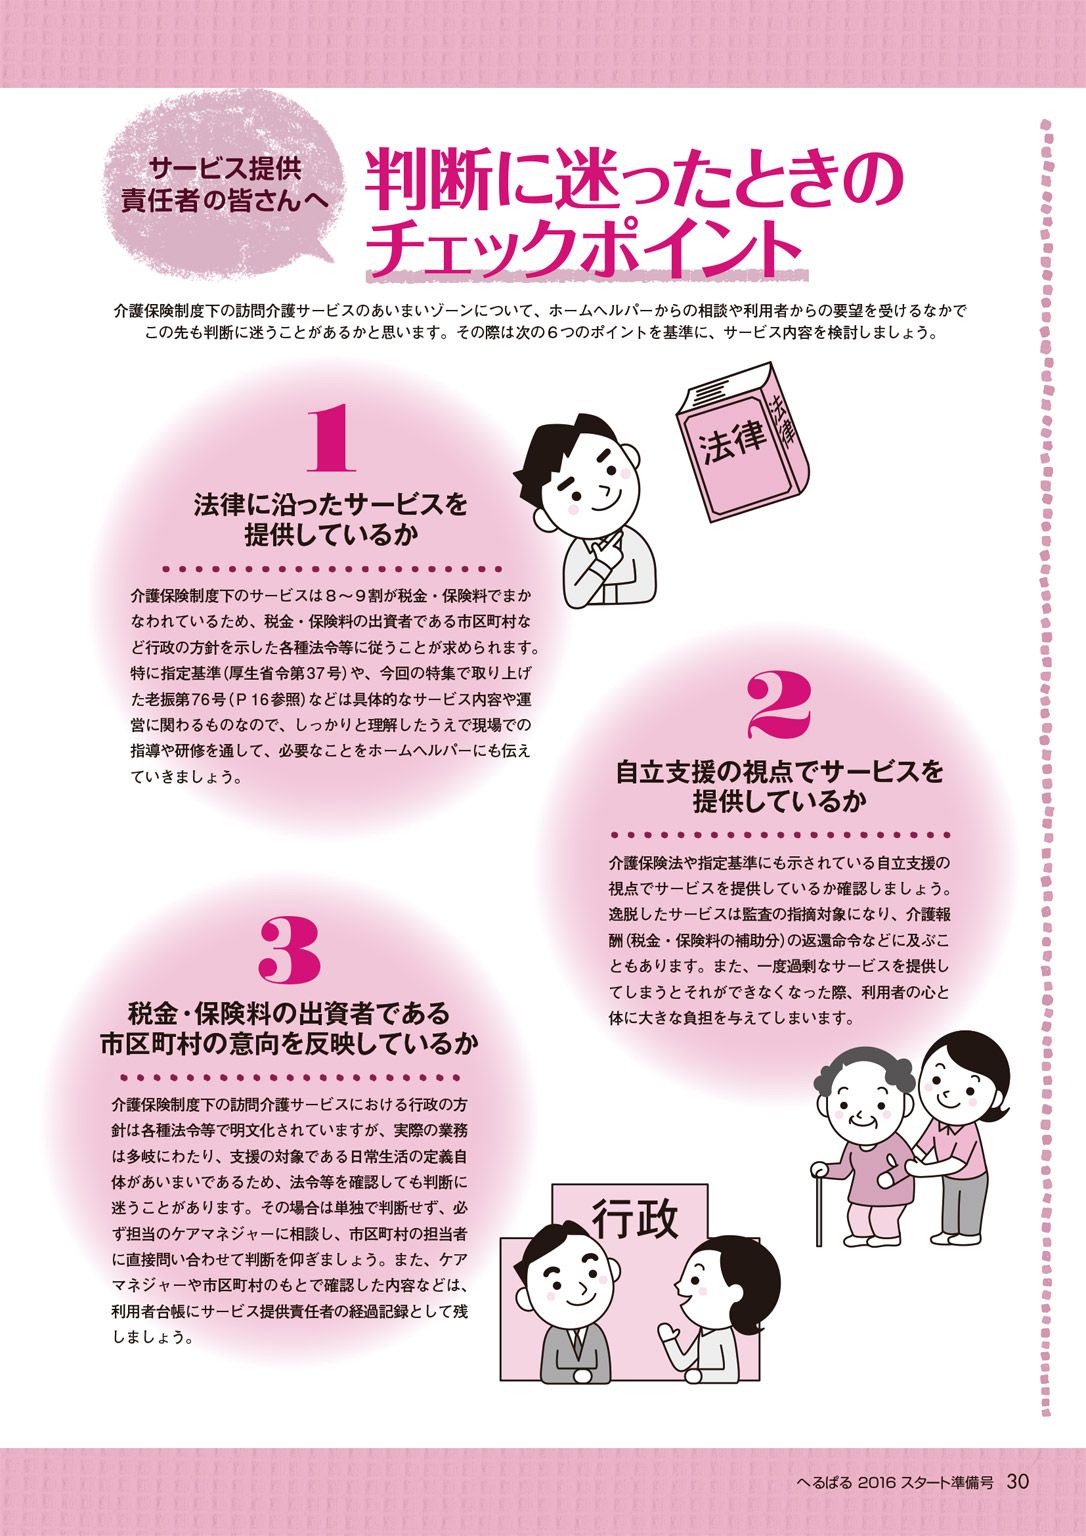 サービス提供
責任者の皆さんへ
判断に迷ったときの
チェックポイント
介護保険制度下の訪問介護サービスのあいまいゾーンについて、ホームヘルパーからの相談や利用者からの要望を受けるなかで
この先も判断に迷うことがあるかと思います。その際は次の6つのポイントを基準に、サービス内容を検討しましょう。
1
法律に沿ったサービスを
提供しているか
介護保険制度下のサービスは8〜9割が税金・保険料でまか
なわれているため、税金・保険料の出資者である市区町村な
ど行政の方針を示した各種法令等に従うことが求められます。
特に指定基準(厚生省令第37号)や、今回の特集で取り上げ
た老振第76号(P16参照)などは具体的なサービス内容や運
営に関わるものなので、しっかりと理解したうえで現場での
指導や研修を通して、必要なことをホームヘルパーにも伝え
ていきましょう。
法律
法律
2
自立支援の視点でサービスを
提供しているか
介護保険法や指定基準にも示されている自立支援の
視点でサービスを提供しているか確認しましょう。
逸脱したサービスは監査の指摘対象になり、介護報
酬(税金・保険料の補助分)の返還命令などに及ぶこ
ともあります。また、一度過剰なサービスを提供し
てしまうとそれができなくなった際、利用者の心と
体に大きな負担を与えてしまいます。
3
税金・保険料の出資者である
市区町村の意向を反映しているか
介護保険制度下の訪問介護サービスにおける行政の方
針は各種法令等で明文化されていますが、実際の業務
は多岐にわたり、支援の対象である日常生活の定義自
体があいまいであるため、法令等を確認しても判断に
迷うことがあります。その場合は単独で判断せず、必
ず担当のケアマネジャーに相談し、市区町村の担当者
に直接問い合わせて判断を仰ぎましょう。また、ケア
マネジャーや市区町村のもとで確認した内容などは、
利用者台帳にサービス提供責任者の経過記録として残
しましょう。
行政
へるぱる 2016 スタート準備号 30